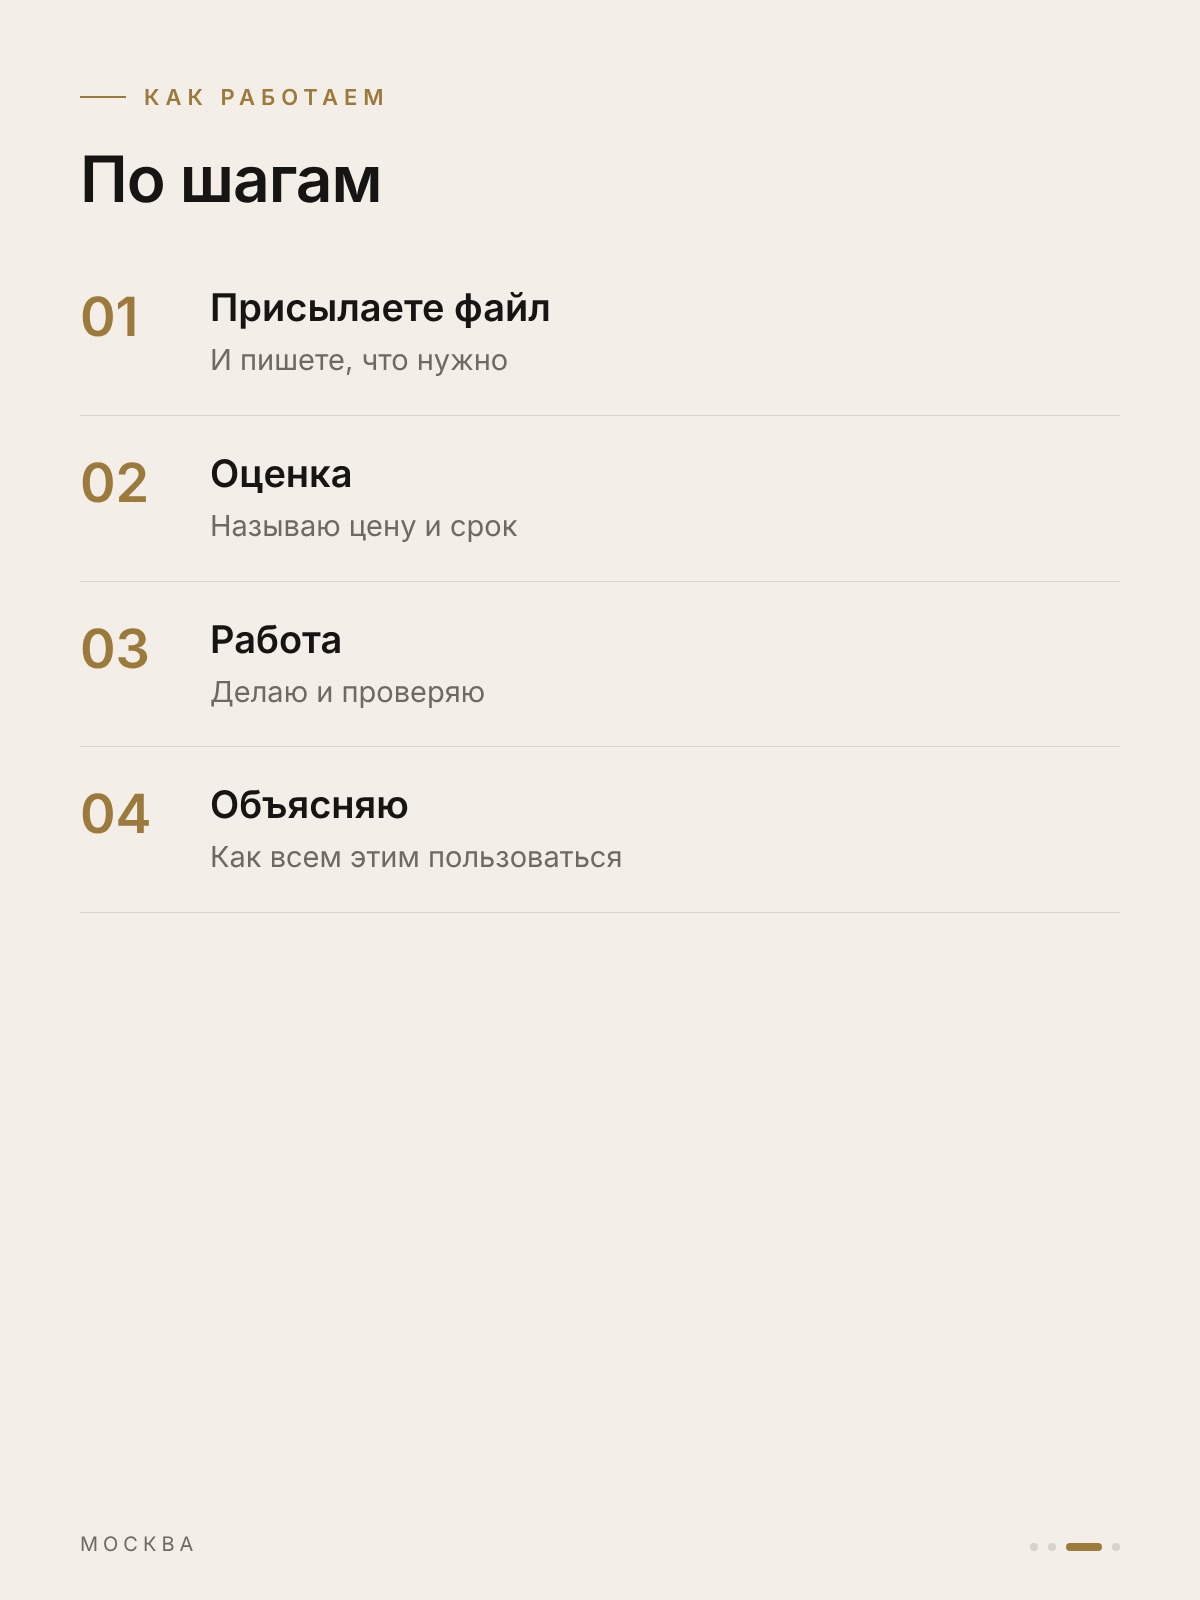 КАК РАБОТАЕМ
По шагам
01 Присылаете файл
И пишете, что нужно
02 Оценка
Называю цену и срок
03 Работа
Делаю и проверяю
04 Объясняю
Как всем этим пользоваться
МОСКВА